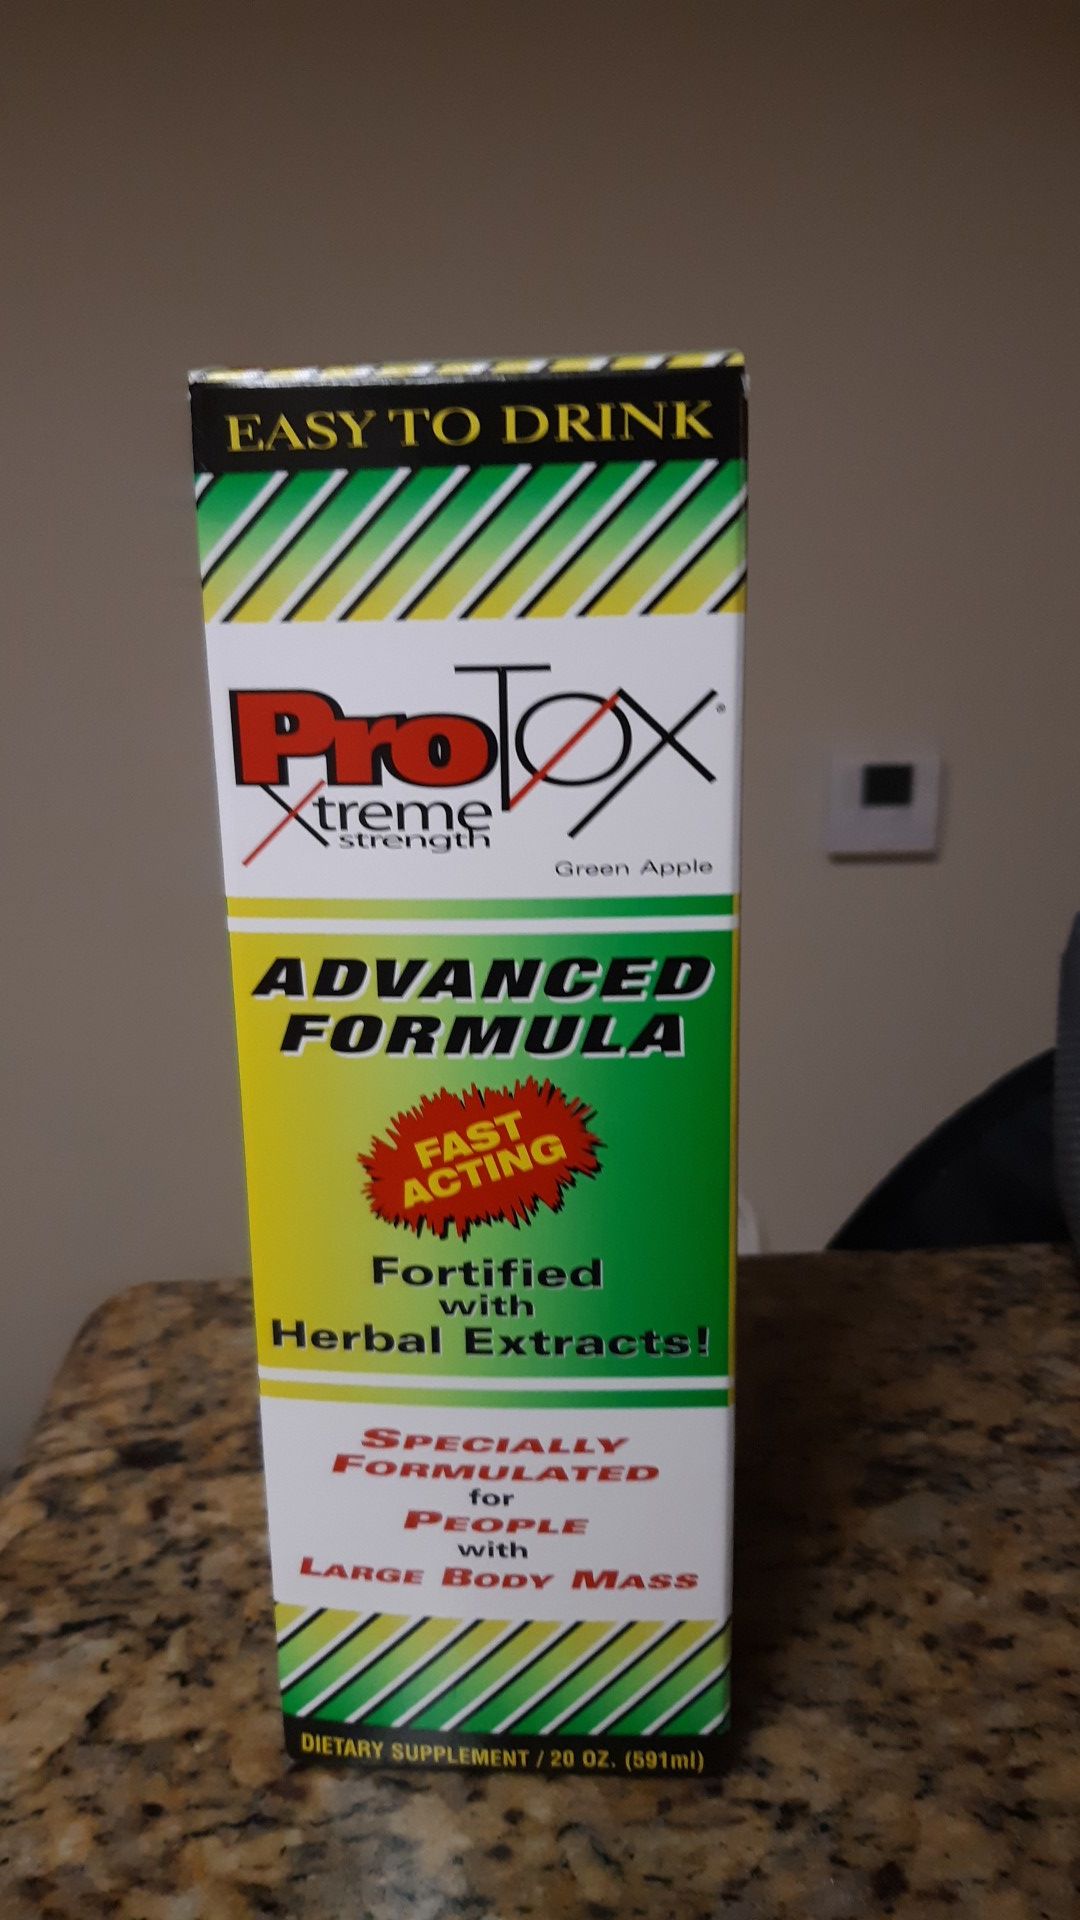 EASY TO DRINK
ProTox®
Xtreme
strength
Green Apple
ADVANCED
FORMULA
FAST
ACTING
Fortified
with
Herbal Extracts!
SPECIALLY
FORMULATED
for
PEOPLE
with
LARGE BODY MASS
DIETARY SUPPLEMENT / 20 OZ. (591ml)